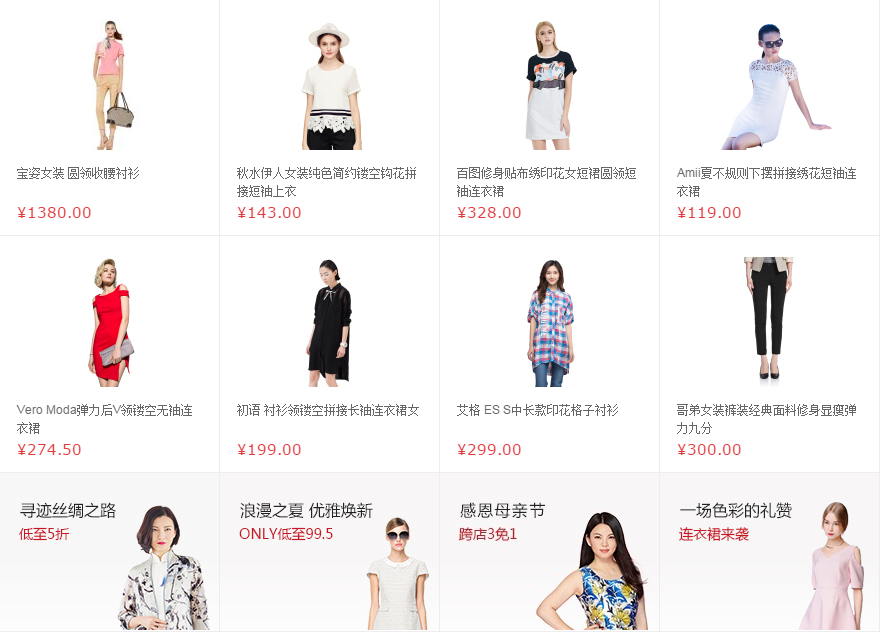 宝姿女装 圆领收腰衬衫
¥1380.00
秋水伊人女装纯色简约镂空钩花拼
接短袖上衣
¥143.00
百图修身贴布绣印花女短裙圆领短
袖连衣裙
¥328.00
Amii夏不规则下摆拼接绣花短袖连
衣裙
¥119.00
Vero Moda弹力后V领镂空无袖连
衣裙
¥274.50
初语 衬衫领镂空拼接长袖连衣裙女
¥199.00
艾格 ES S中长款印花格子衬衫
¥299.00
哥弟女装裤装经典面料修身显瘦弹
力九分
¥300.00
寻迹丝绸之路
低至5折
浪漫之夏 优雅焕新
ONLY低至99.5
感恩母亲节
跨店3免1
一场色彩的礼赞
连衣裙来袭